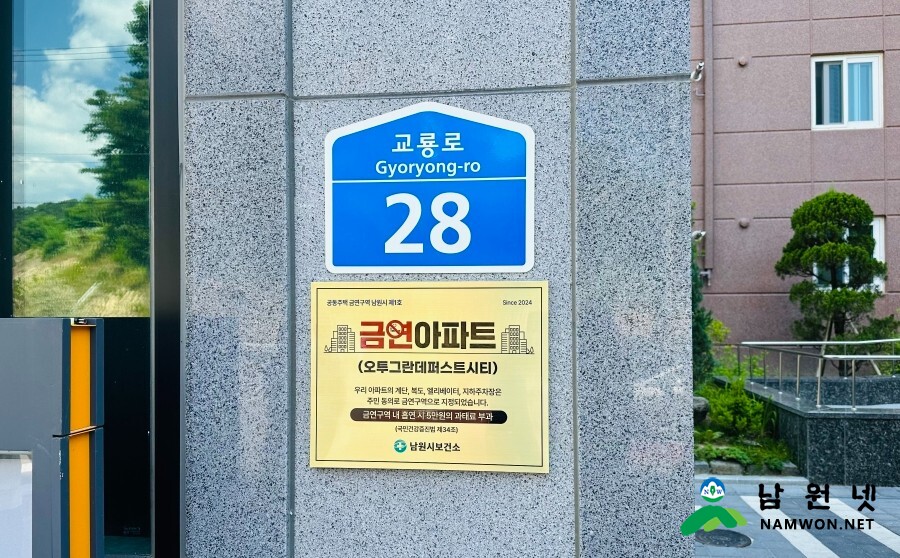 교룡로
Gyoryong-ro
28
공동주택 금연구역 남원시 제1호
Since 2024
금연아파트
(오투그란데퍼스트시티)
우리 아파트의 계단, 복도, 엘리베이터, 지하주차장은
주민 동의로 금연구역으로 지정되었습니다.
금연구역 내 흡연 시 5만원의 과태료 부과
(국민건강증진법 제34조)
남원시보건소
NOW
남원넷
NAMWON.NET